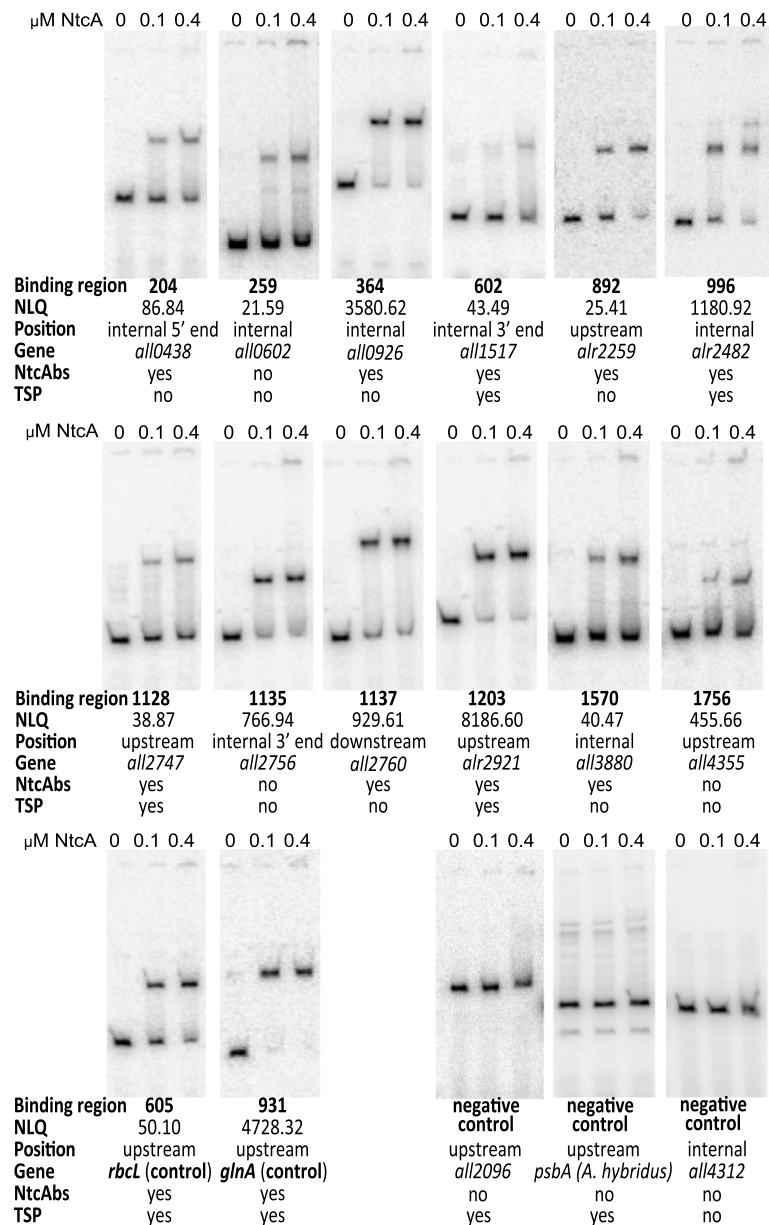 µM NtcA 0 0.1 0.4 0 0.1 0.4 0 0.1 0.4 0 0.1 0.4 0 0.1 0.4 0 0.1 0.4
Binding region 204 259 364 602 892 996
NLQ 86.84 21.59 3580.62 43.49 25.41 1180.92
Position internal 5’ end internal internal internal 3’ end upstream internal
Gene all0438 all0602 all0926 all1517 alr2259 alr2482
NtcAbs yes no yes yes yes yes
TSP no no no yes no yes
µM NtcA 0 0.1 0.4 0 0.1 0.4 0 0.1 0.4 0 0.1 0.4 0 0.1 0.4 0 0.1 0.4
Binding region 1128 1135 1137 1203 1570 1756
NLQ 38.87 766.94 929.61 8186.60 40.47 455.66
Position upstream internal 3’ end downstream upstream internal upstream
Gene all2747 all2756 all2760 alr2921 all3880 all4355
NtcAbs yes no yes yes yes no
TSP yes no no yes no no
µM NtcA 0 0.1 0.4 0 0.1 0.4 0 0.1 0.4 0 0.1 0.4 0 0.1 0.4
Binding region 605 931 negative control negative control negative control
NLQ 50.10 4728.32
Position upstream upstream upstream upstream internal
Gene rbcL (control) glnA (control) all2096 psbA (A. hybridus) all4312
NtcAbs yes yes no no no
TSP yes yes yes yes no